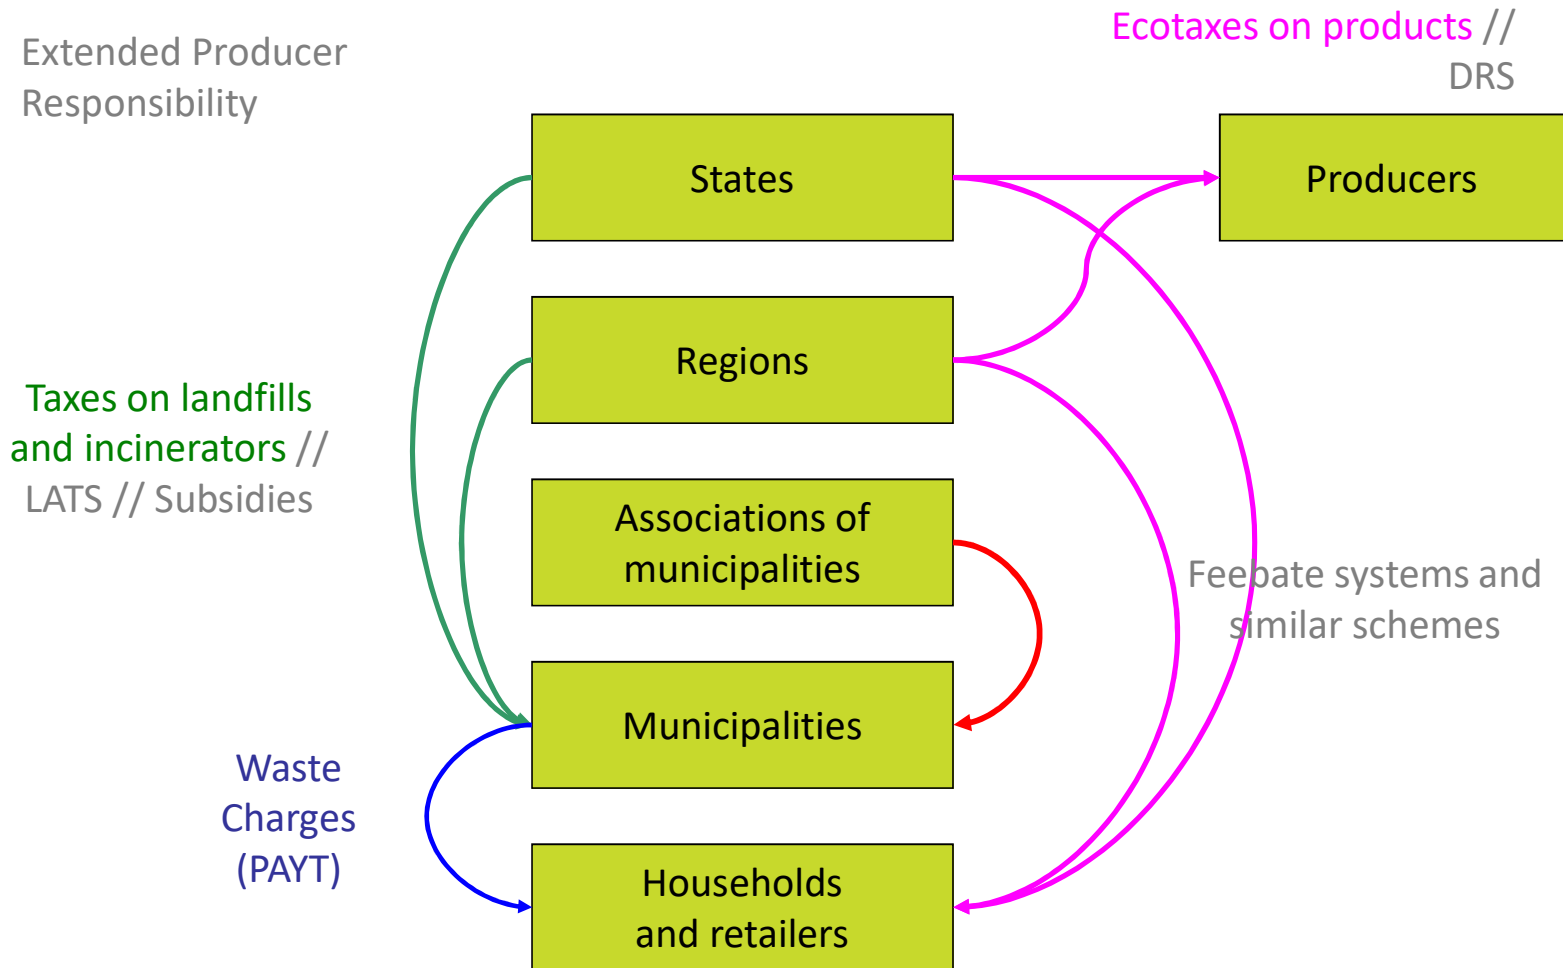 Extended Producer
Responsibility
Ecotaxes on products //
DRS
States
Producers
Regions
Taxes on landfills
and incinerators //
LATS // Subsidies
Associations of
municipalities
Feebate systems and
similar schemes
Municipalities
Waste
Charges
(PAYT)
Households
and retailers